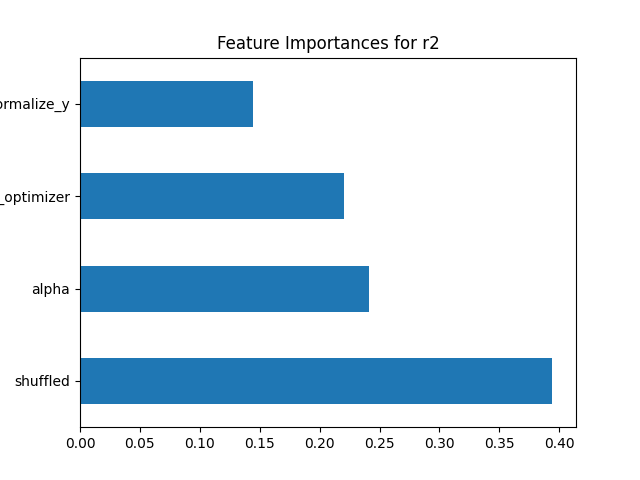 Feature Importances for r2
ormalize_y
_optimizer
alpha
shuffled
0.00 0.05 0.10 0.15 0.20 0.25 0.30 0.35 0.40